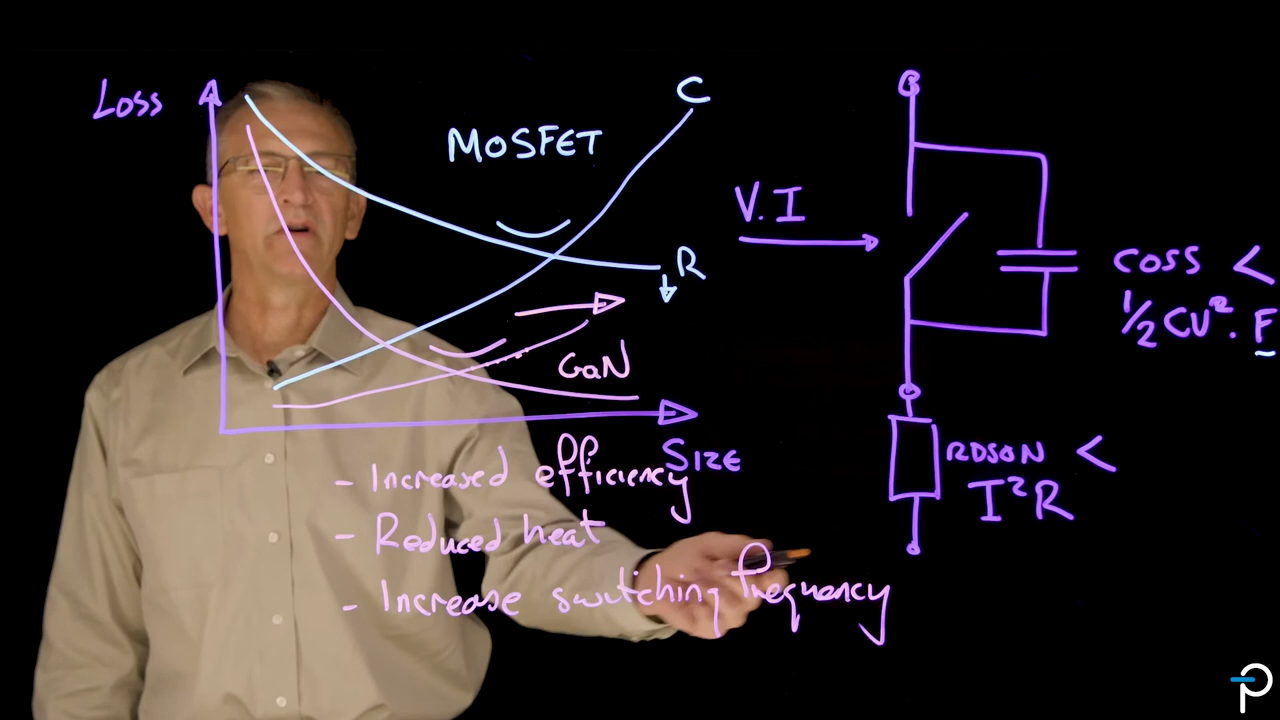 Loss
C
MOSFET
R
GaN
SIZE
V.I
COSS <
½CV². F
RDSON <
I²R
- Increased efficiency
- Reduced heat
- Increase switching frequency
P